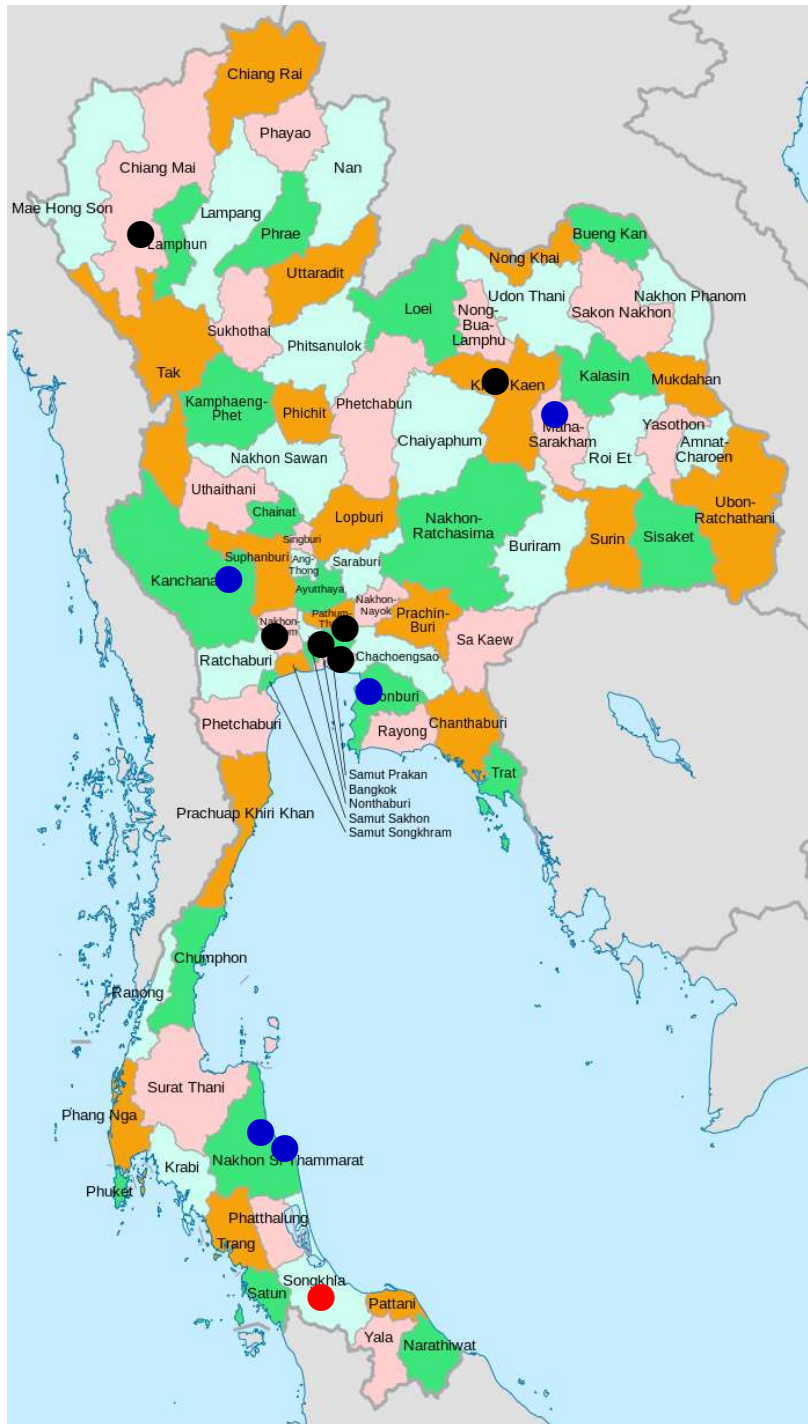 Chiang Rai
Phayao
Chiang Mai
Nan
Mae Hong Son
Lampang
Phrae
Lamphun
Bueng Kan
Nong Khai
Uttaradit
Udon Thani
Nakhon Phanom
Loei
Nong-
Bua-
Lamphu
Sakon Nakhon
Sukhothai
Phitsanulok
Tak
Kalasin
Mukdahan
Kaen
Kamphaeng-
Phet
Phichit
Phetchabun
Chaiyaphum
Sarakham
Yasothon
Roi Et
Amnat-
Charoen
Nakhon Sawan
Uthaithani
Chainat
Lopburi
Nakhon-
Ratchasima
Ubon-
Ratchathani
Singburi
Buriram
Surin
Sisaket
Suphanburi
Ang-
Thong
Saraburi
Kanchana
Ayutthaya
Nakhon-
Nayok
Prachin-
Buri
Pathum-
Nakhon-
Sa Kaew
Ratchaburi
Chachoengsao
onburi
Phetchaburi
Rayong
Chanthaburi
Trat
Samut Prakan
Bangkok
Nonthaburi
Samut Sakhon
Samut Songkhram
Prachuap Khiri Khan
Chumphon
Ranong
Surat Thani
Phang Nga
Nakhon Si Thammarat
Krabi
Phuket
Phatthalung
Trang
Songkhla
Satun
Pattani
Yala
Narathiwat